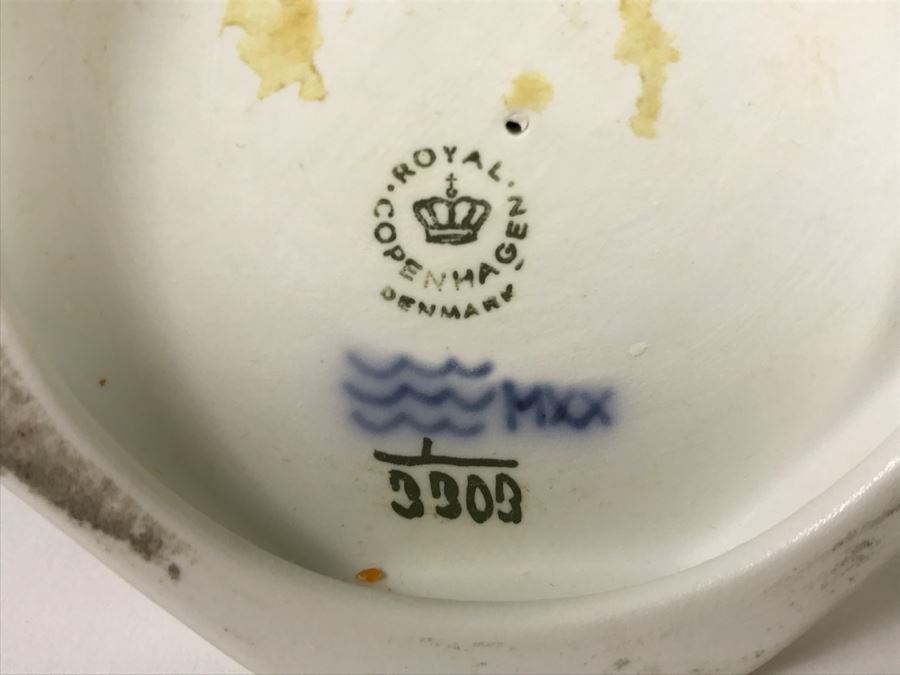 ROYAL
COPENHAGEN
DENMARK
MXX
3303